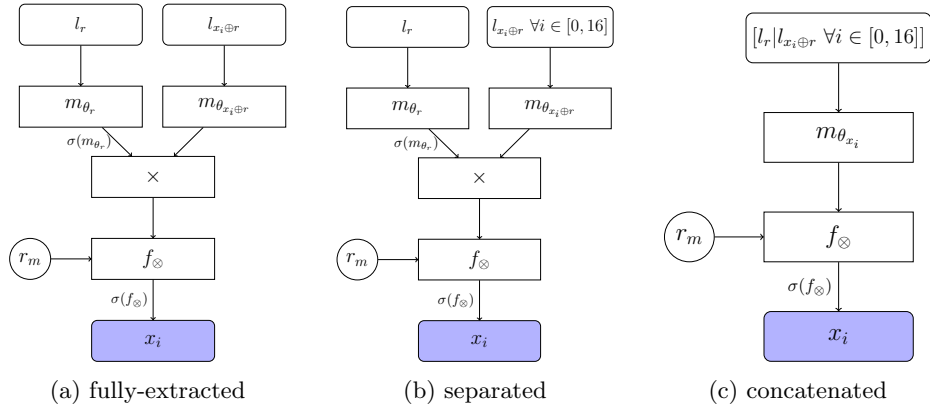 l_r
l_{x_i⊕r}
m_{θ_r}
m_{θ_{x_i⊕r}}
σ(m_{θ_r})
×
r_m
f_⊗
σ(f_⊗)
x_i
(a) fully-extracted
l_r
l_{x_i⊕r} ∀i ∈ [0, 16]
m_{θ_r}
m_{θ_{x_i⊕r}}
σ(m_{θ_r})
×
r_m
f_⊗
σ(f_⊗)
x_i
(b) separated
[l_r|l_{x_i⊕r} ∀i ∈ [0, 16]]
m_{θ_{x_i}}
r_m
f_⊗
σ(f_⊗)
x_i
(c) concatenated